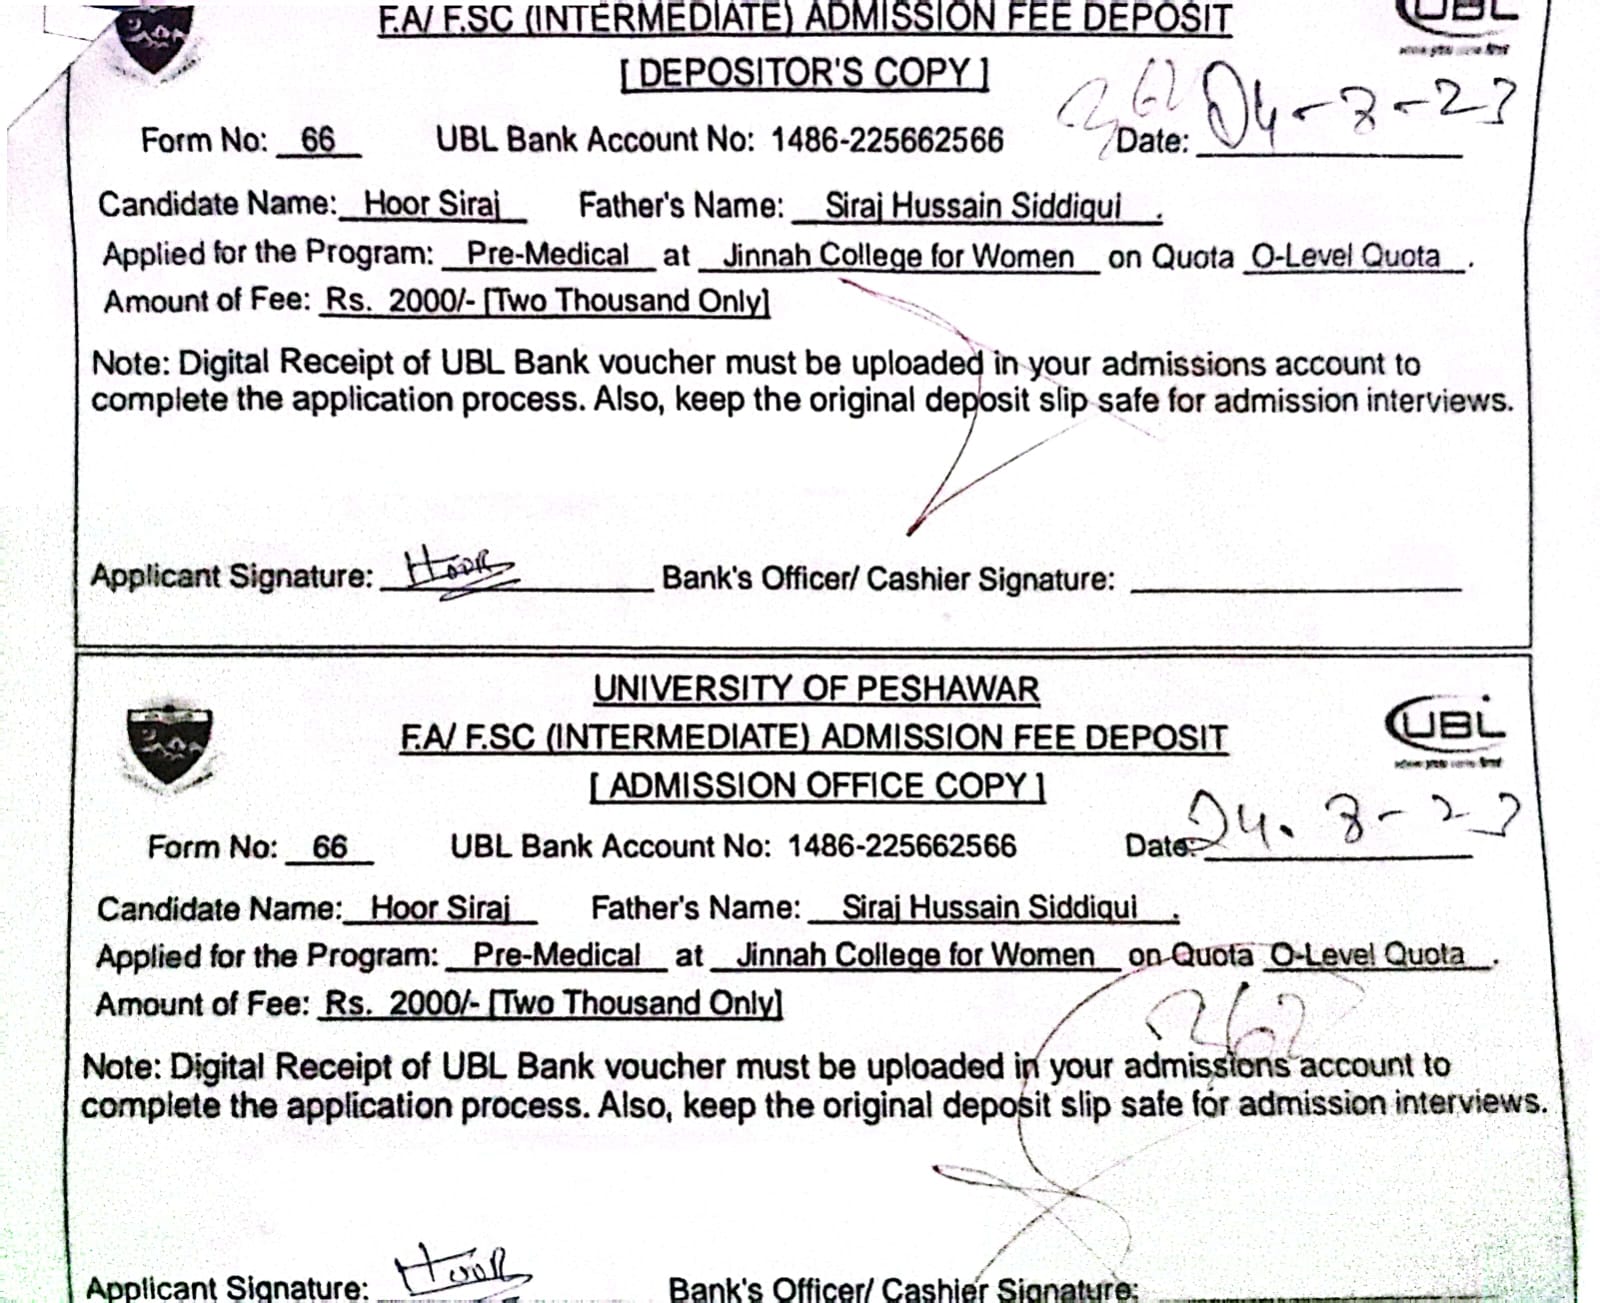 F.A/ F.SC (INTERMEDIATE) ADMISSION FEE DEPOSIT
UBL
[ DEPOSITOR'S COPY ]
Form No: 66 UBL Bank Account No: 1486-225662566 Date: 04-8-23
Candidate Name: Hoor Siraj Father's Name: Siraj Hussain Siddiqui .
Applied for the Program: Pre-Medical at Jinnah College for Women on Quota O-Level Quota .
Amount of Fee: Rs. 2000/- [Two Thousand Only]
Note: Digital Receipt of UBL Bank voucher must be uploaded in your admissions account to
complete the application process. Also, keep the original deposit slip safe for admission interviews.
Applicant Signature: Hoor Bank's Officer/ Cashier Signature:
UNIVERSITY OF PESHAWAR
UBL
F.A/ F.SC (INTERMEDIATE) ADMISSION FEE DEPOSIT
[ ADMISSION OFFICE COPY ]
Form No: 66 UBL Bank Account No: 1486-225662566 Date: 04. 8-23
Candidate Name: Hoor Siraj Father's Name: Siraj Hussain Siddiqui .
Applied for the Program: Pre-Medical at Jinnah College for Women on Quota O-Level Quota .
Amount of Fee: Rs. 2000/- [Two Thousand Only]
Note: Digital Receipt of UBL Bank voucher must be uploaded in your admissions account to
complete the application process. Also, keep the original deposit slip safe for admission interviews.
Applicant Signature: Hoor Bank's Officer/ Cashier Signature: